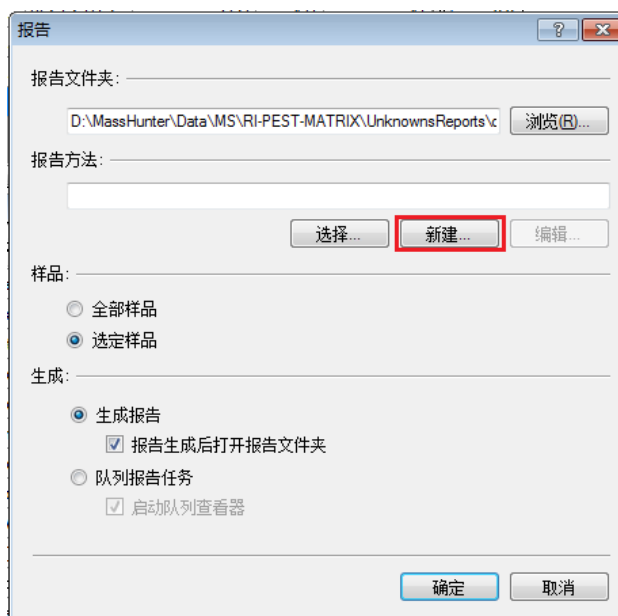 报告
报告文件夹:
D:\MassHunter\Data\MS\RI-PEST-MATRIX\UnknownsReports\c
浏览(R)...
报告方法:
选择...
新建...
编辑...
样品:
全部样品
选定样品
生成:
生成报告
报告生成后打开报告文件夹
队列报告任务
启动队列查看器
确定
取消